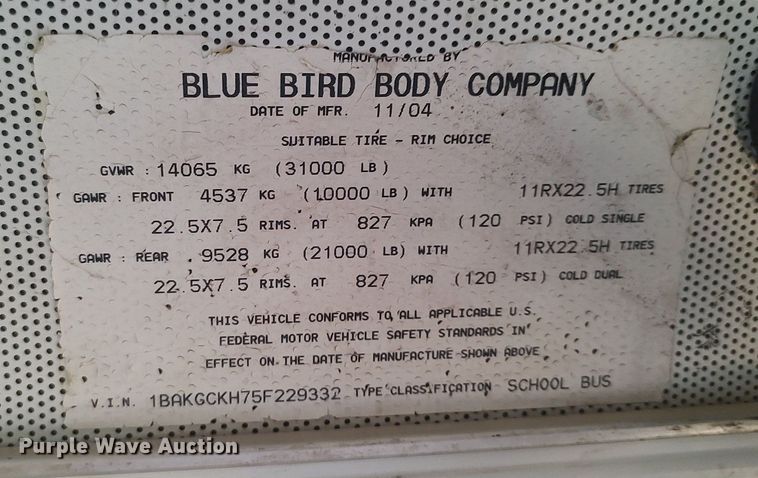 MANUFACTURED BY
BLUE BIRD BODY COMPANY
DATE OF MFR. 11/04
SUITABLE TIRE - RIM CHOICE
GVWR : 14065 KG (31000 LB)
GAWR : FRONT 4537 KG (10000 LB) WITH 11RX22.5H TIRES
22.5X7.5 RIMS. AT 827 KPA (120 PSI) COLD SINGLE
GAWR : REAR 9528 KG (21000 LB) WITH 11RX22.5H TIRES
22.5X7.5 RIMS. AT 827 KPA (120 PSI) COLD DUAL
THIS VEHICLE CONFORMS TO ALL APPLICABLE U.S.
FEDERAL MOTOR VEHICLE SAFETY STANDARDS IN
EFFECT ON THE DATE OF MANUFACTURE SHOWN ABOVE
V.I.N. 1BAKGCKH75F229332 TYPE CLASSIFICATION SCHOOL BUS
Purple Wave Auction